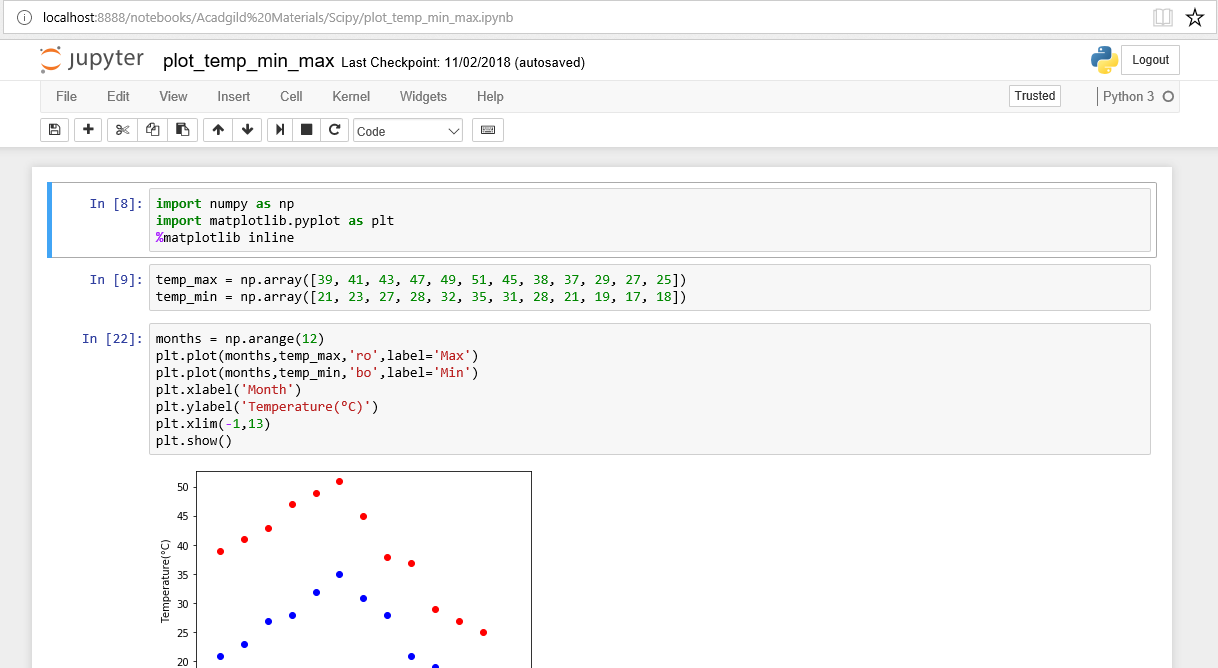 localhost:8888/notebooks/Acadgild%20Materials/Scipy/plot_temp_min_max.ipynb
jupyter plot_temp_min_max Last Checkpoint: 11/02/2018 (autosaved) Logout
File Edit View Insert Cell Kernel Widgets Help Trusted Python 3
Code
In [8]: import numpy as np
import matplotlib.pyplot as plt
%matplotlib inline
In [9]: temp_max = np.array([39, 41, 43, 47, 49, 51, 45, 38, 37, 29, 27, 25])
temp_min = np.array([21, 23, 27, 28, 32, 35, 31, 28, 21, 19, 17, 18])
In [22]: months = np.arange(12)
plt.plot(months,temp_max,'ro',label='Max')
plt.plot(months,temp_min,'bo',label='Min')
plt.xlabel('Month')
plt.ylabel('Temperature(°C)')
plt.xlim(-1,13)
plt.show()
50
45
40
35
30
25
20
Temperature(°C)